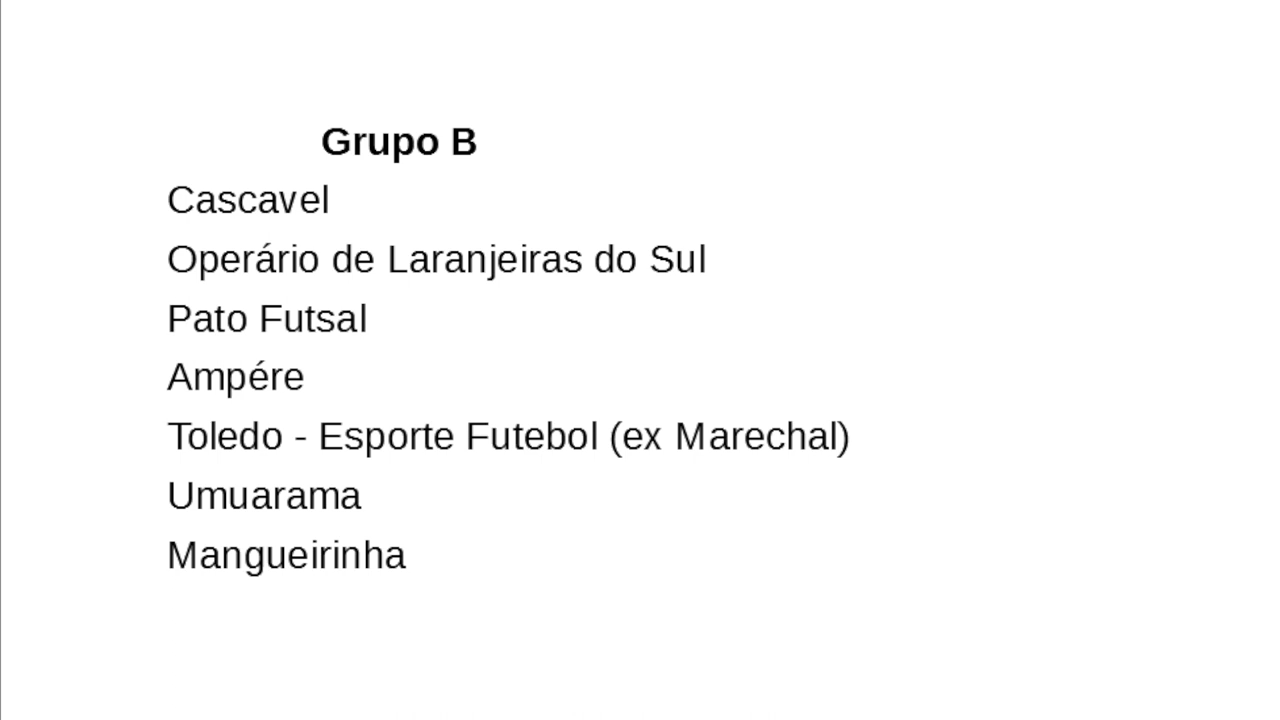 Grupo B
Cascavel
Operário de Laranjeiras do Sul
Pato Futsal
Ampére
Toledo - Esporte Futebol (ex Marechal)
Umuarama
Mangueirinha